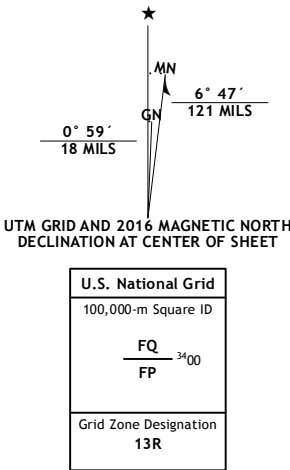 ★
MN
GN
6° 47´
121 MILS
0° 59´
18 MILS
UTM GRID AND 2016 MAGNETIC NORTH
DECLINATION AT CENTER OF SHEET
U.S. National Grid
100,000-m Square ID
FQ
3400
FP
Grid Zone Designation
13R